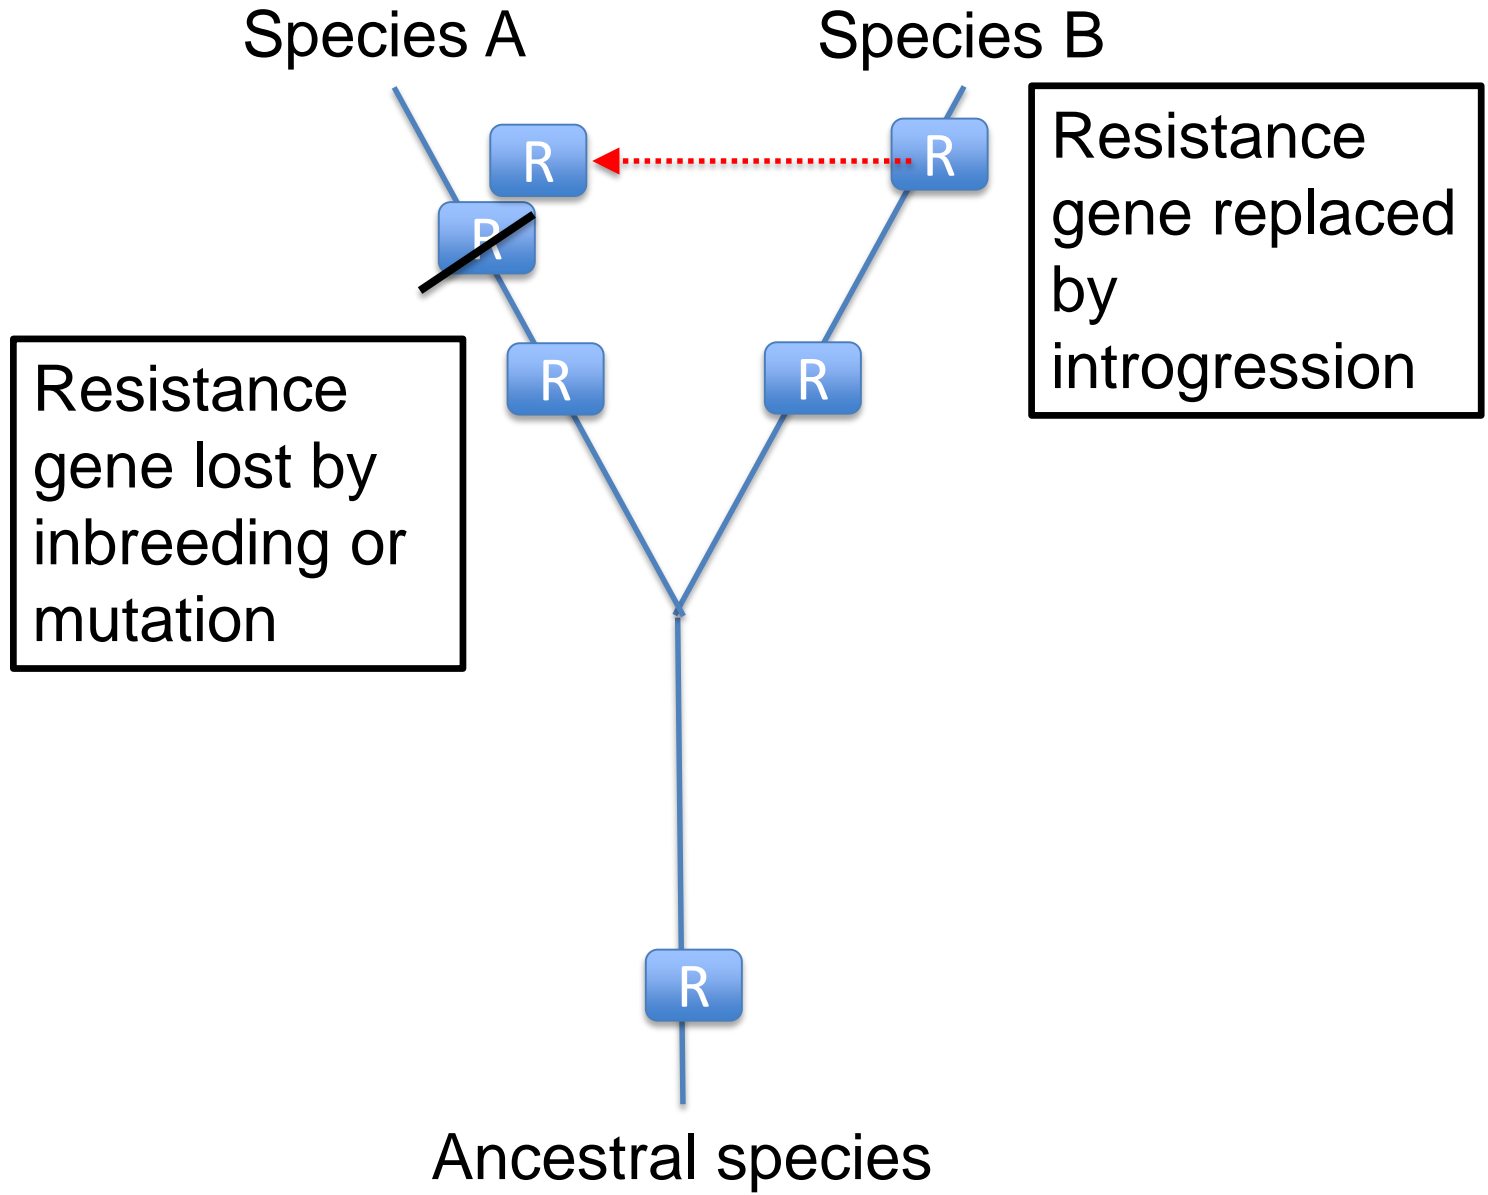 Species A
Species B
R
R
R
Resistance
gene replaced
by
introgression
Resistance
gene lost by
inbreeding or
mutation
R
R
R
Ancestral species